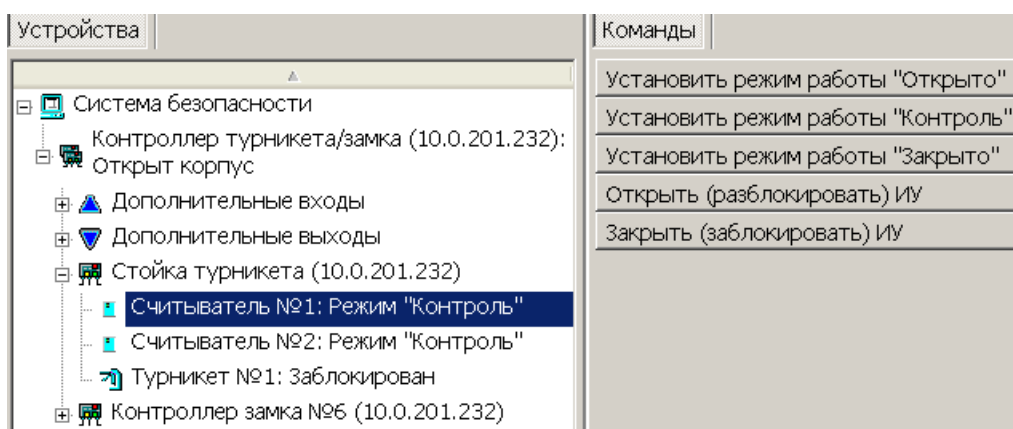 Устройства
Система безопасности
Контроллер турникета/замка (10.0.201.232):
Открыт корпус
Дополнительные входы
Дополнительные выходы
Стойка турникета (10.0.201.232)
Считыватель №1: Режим "Контроль"
Считыватель №2: Режим "Контроль"
Турникет №1: Заблокирован
Контроллер замка №6 (10.0.201.232)
Команды
Установить режим работы "Открыто"
Установить режим работы "Контроль"
Установить режим работы "Закрыто"
Открыть (разблокировать) ИУ
Закрыть (заблокировать) ИУ